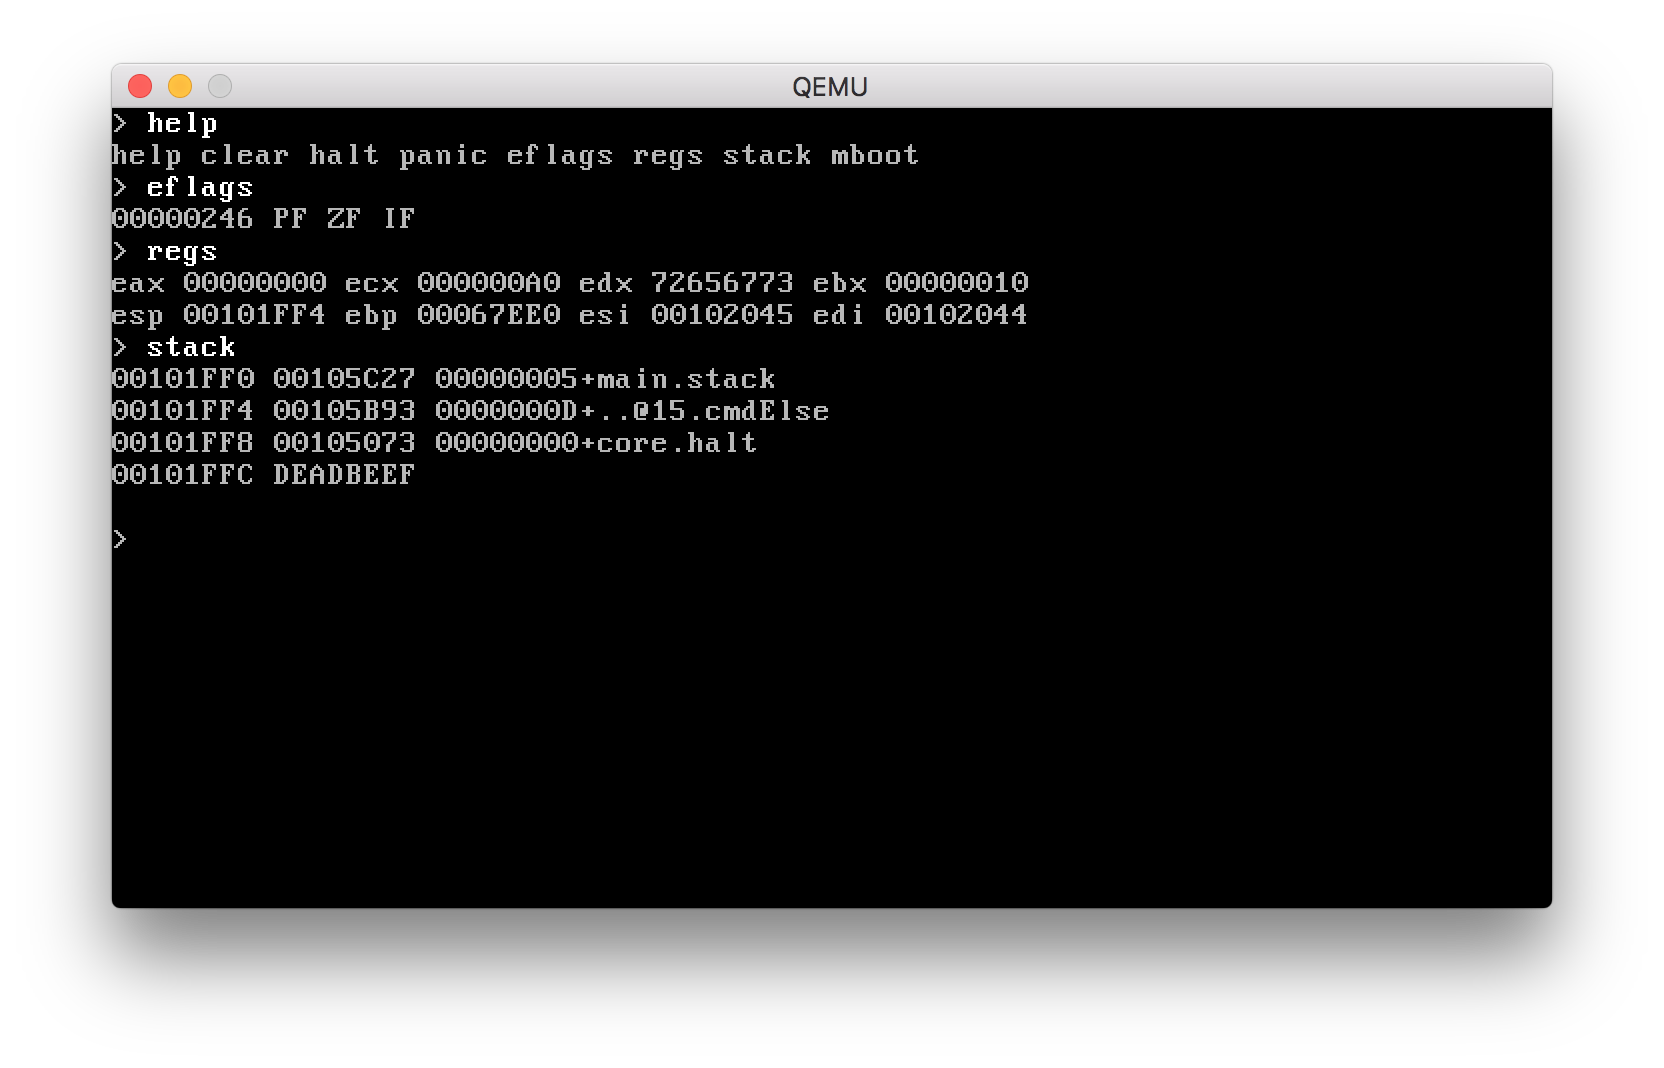 QEMU
> help
help clear halt panic eflags regs stack mboot
> eflags
00000246 PF ZF IF
> regs
eax 00000000 ecx 000000A0 edx 72656773 ebx 00000010
esp 00101FF4 ebp 00067EE0 esi 00102045 edi 00102044
> stack
00101FF0 00105C27 00000005+main.stack
00101FF4 00105B93 0000000D+..@15.cmdElse
00101FF8 00105073 00000000+core.halt
00101FFC DEADBEEF
>